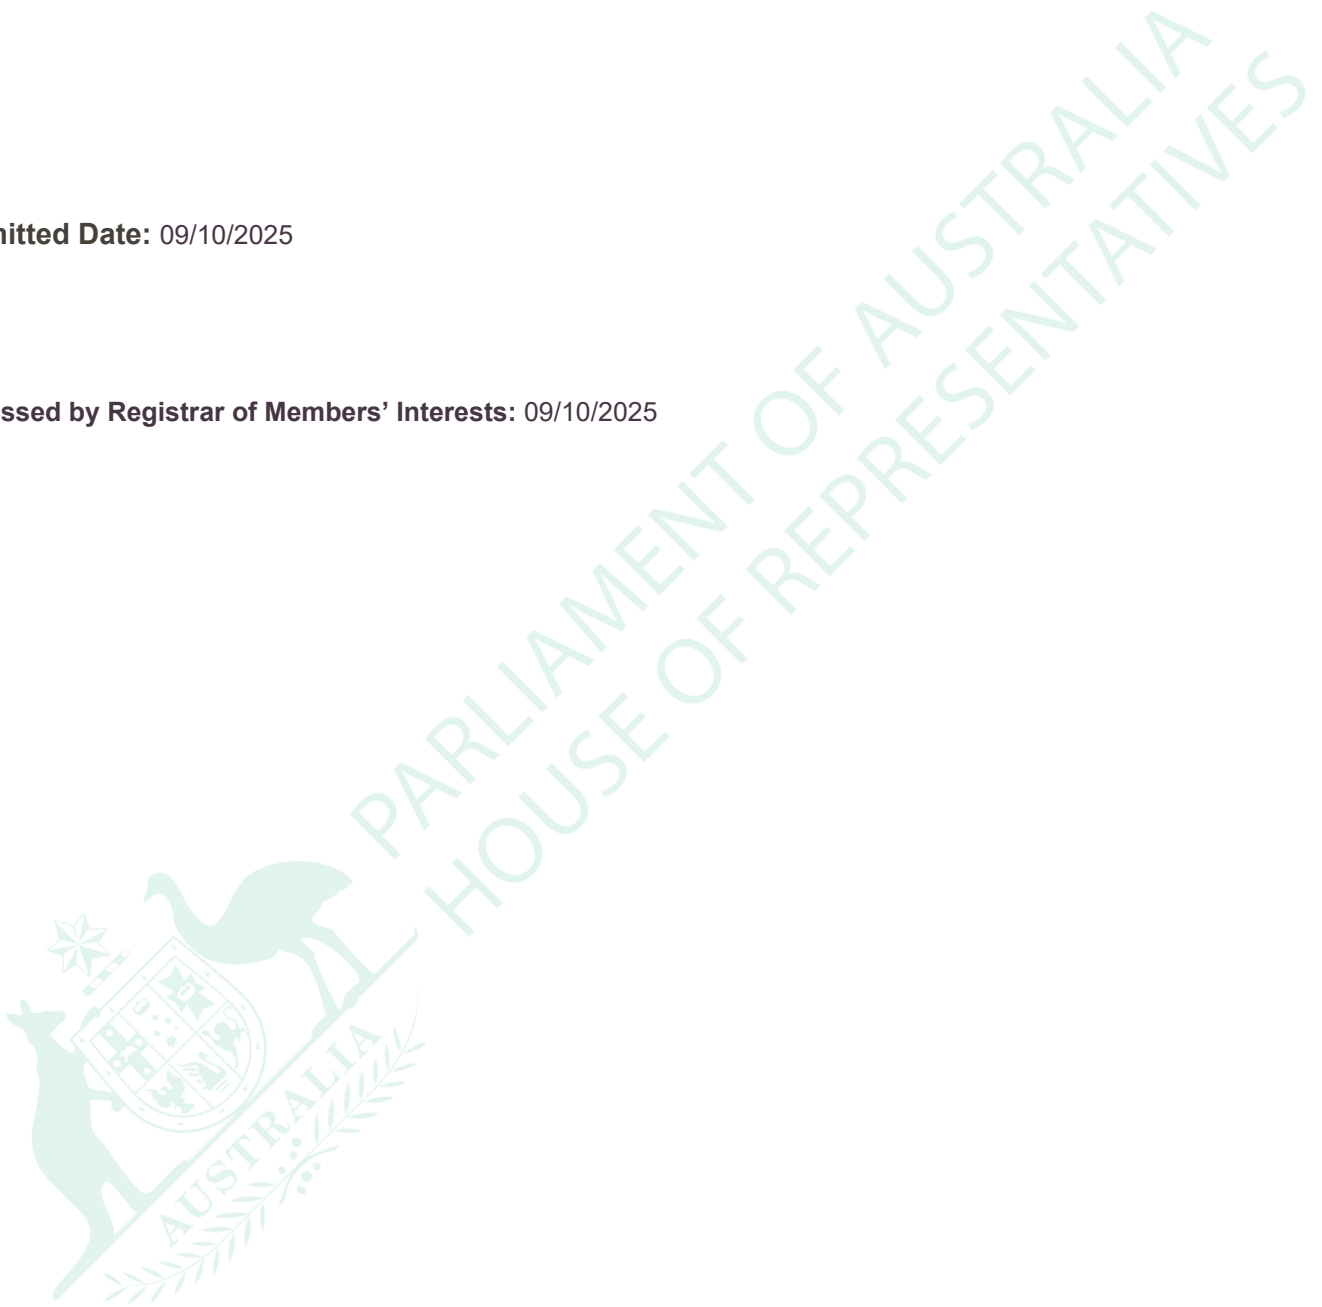 mitted Date: 09/10/2025
ssed by Registrar of Members’ Interests: 09/10/2025
PARLIAMENT OF AUSTRALIA
HOUSE OF REPRESENTATIVES
AUSTRALIA